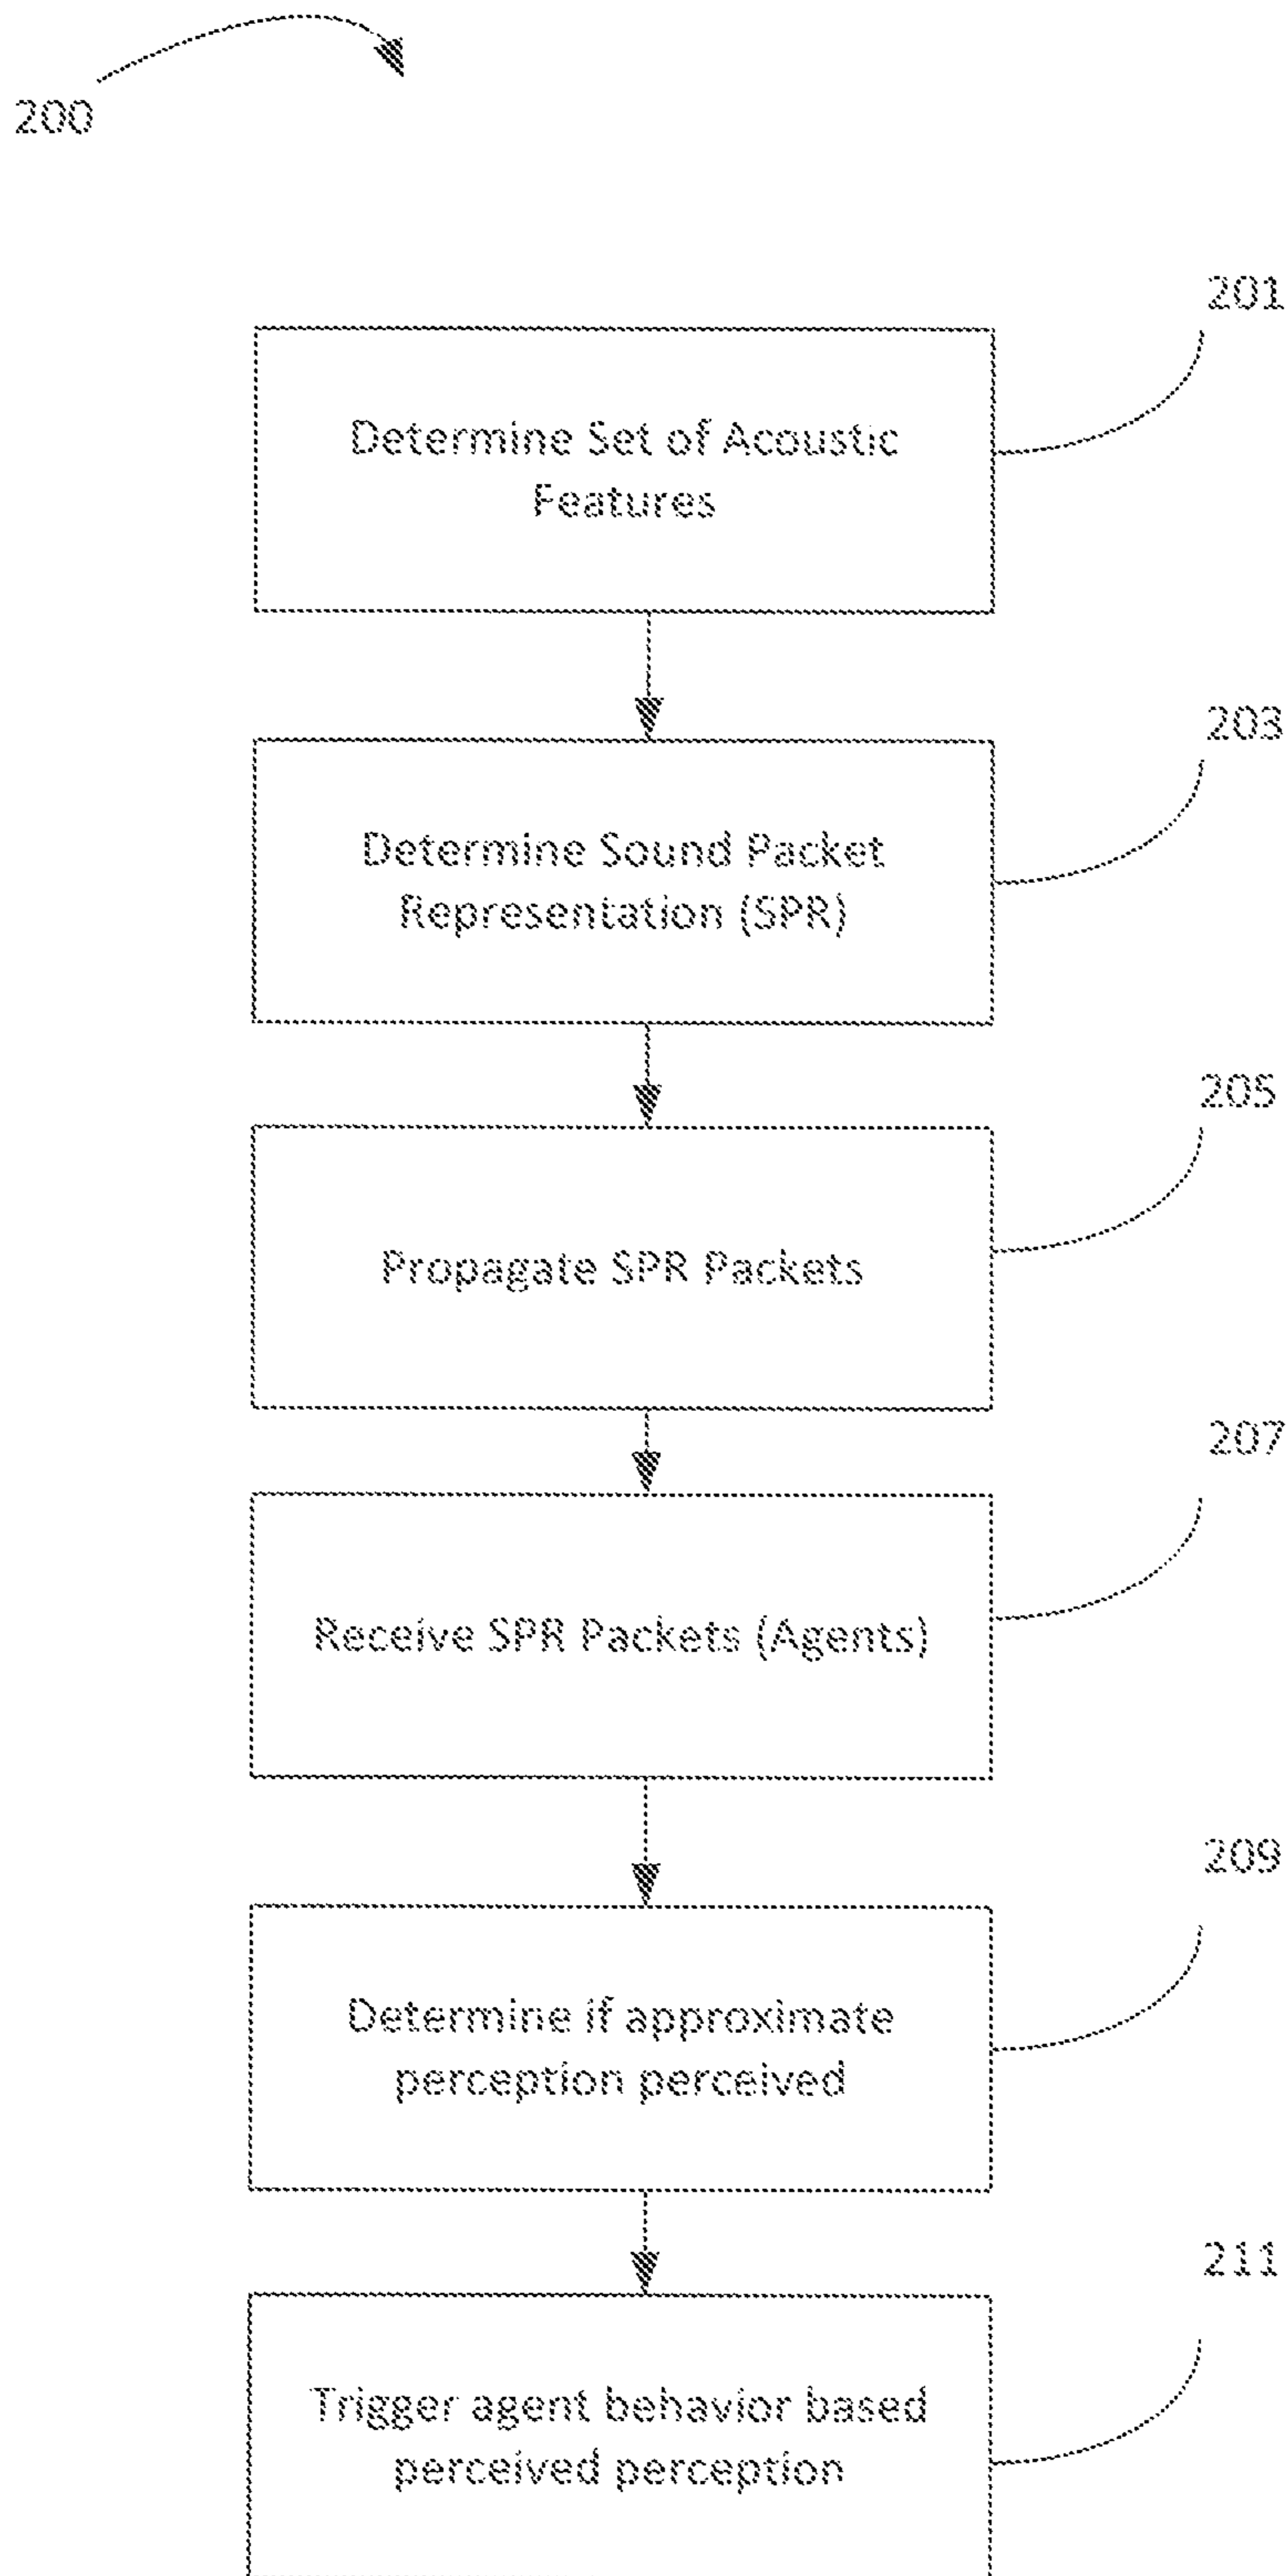 200
201
Determine Set of Acoustic
Features
203
Determine Sound Packet
Representation (SPR)
205
Propagate SPR Packets
207
Receive SPR Packets (Agents)
209
Determine if approximate
perception perceived
211
Trigger agent behavior based
perceived perception